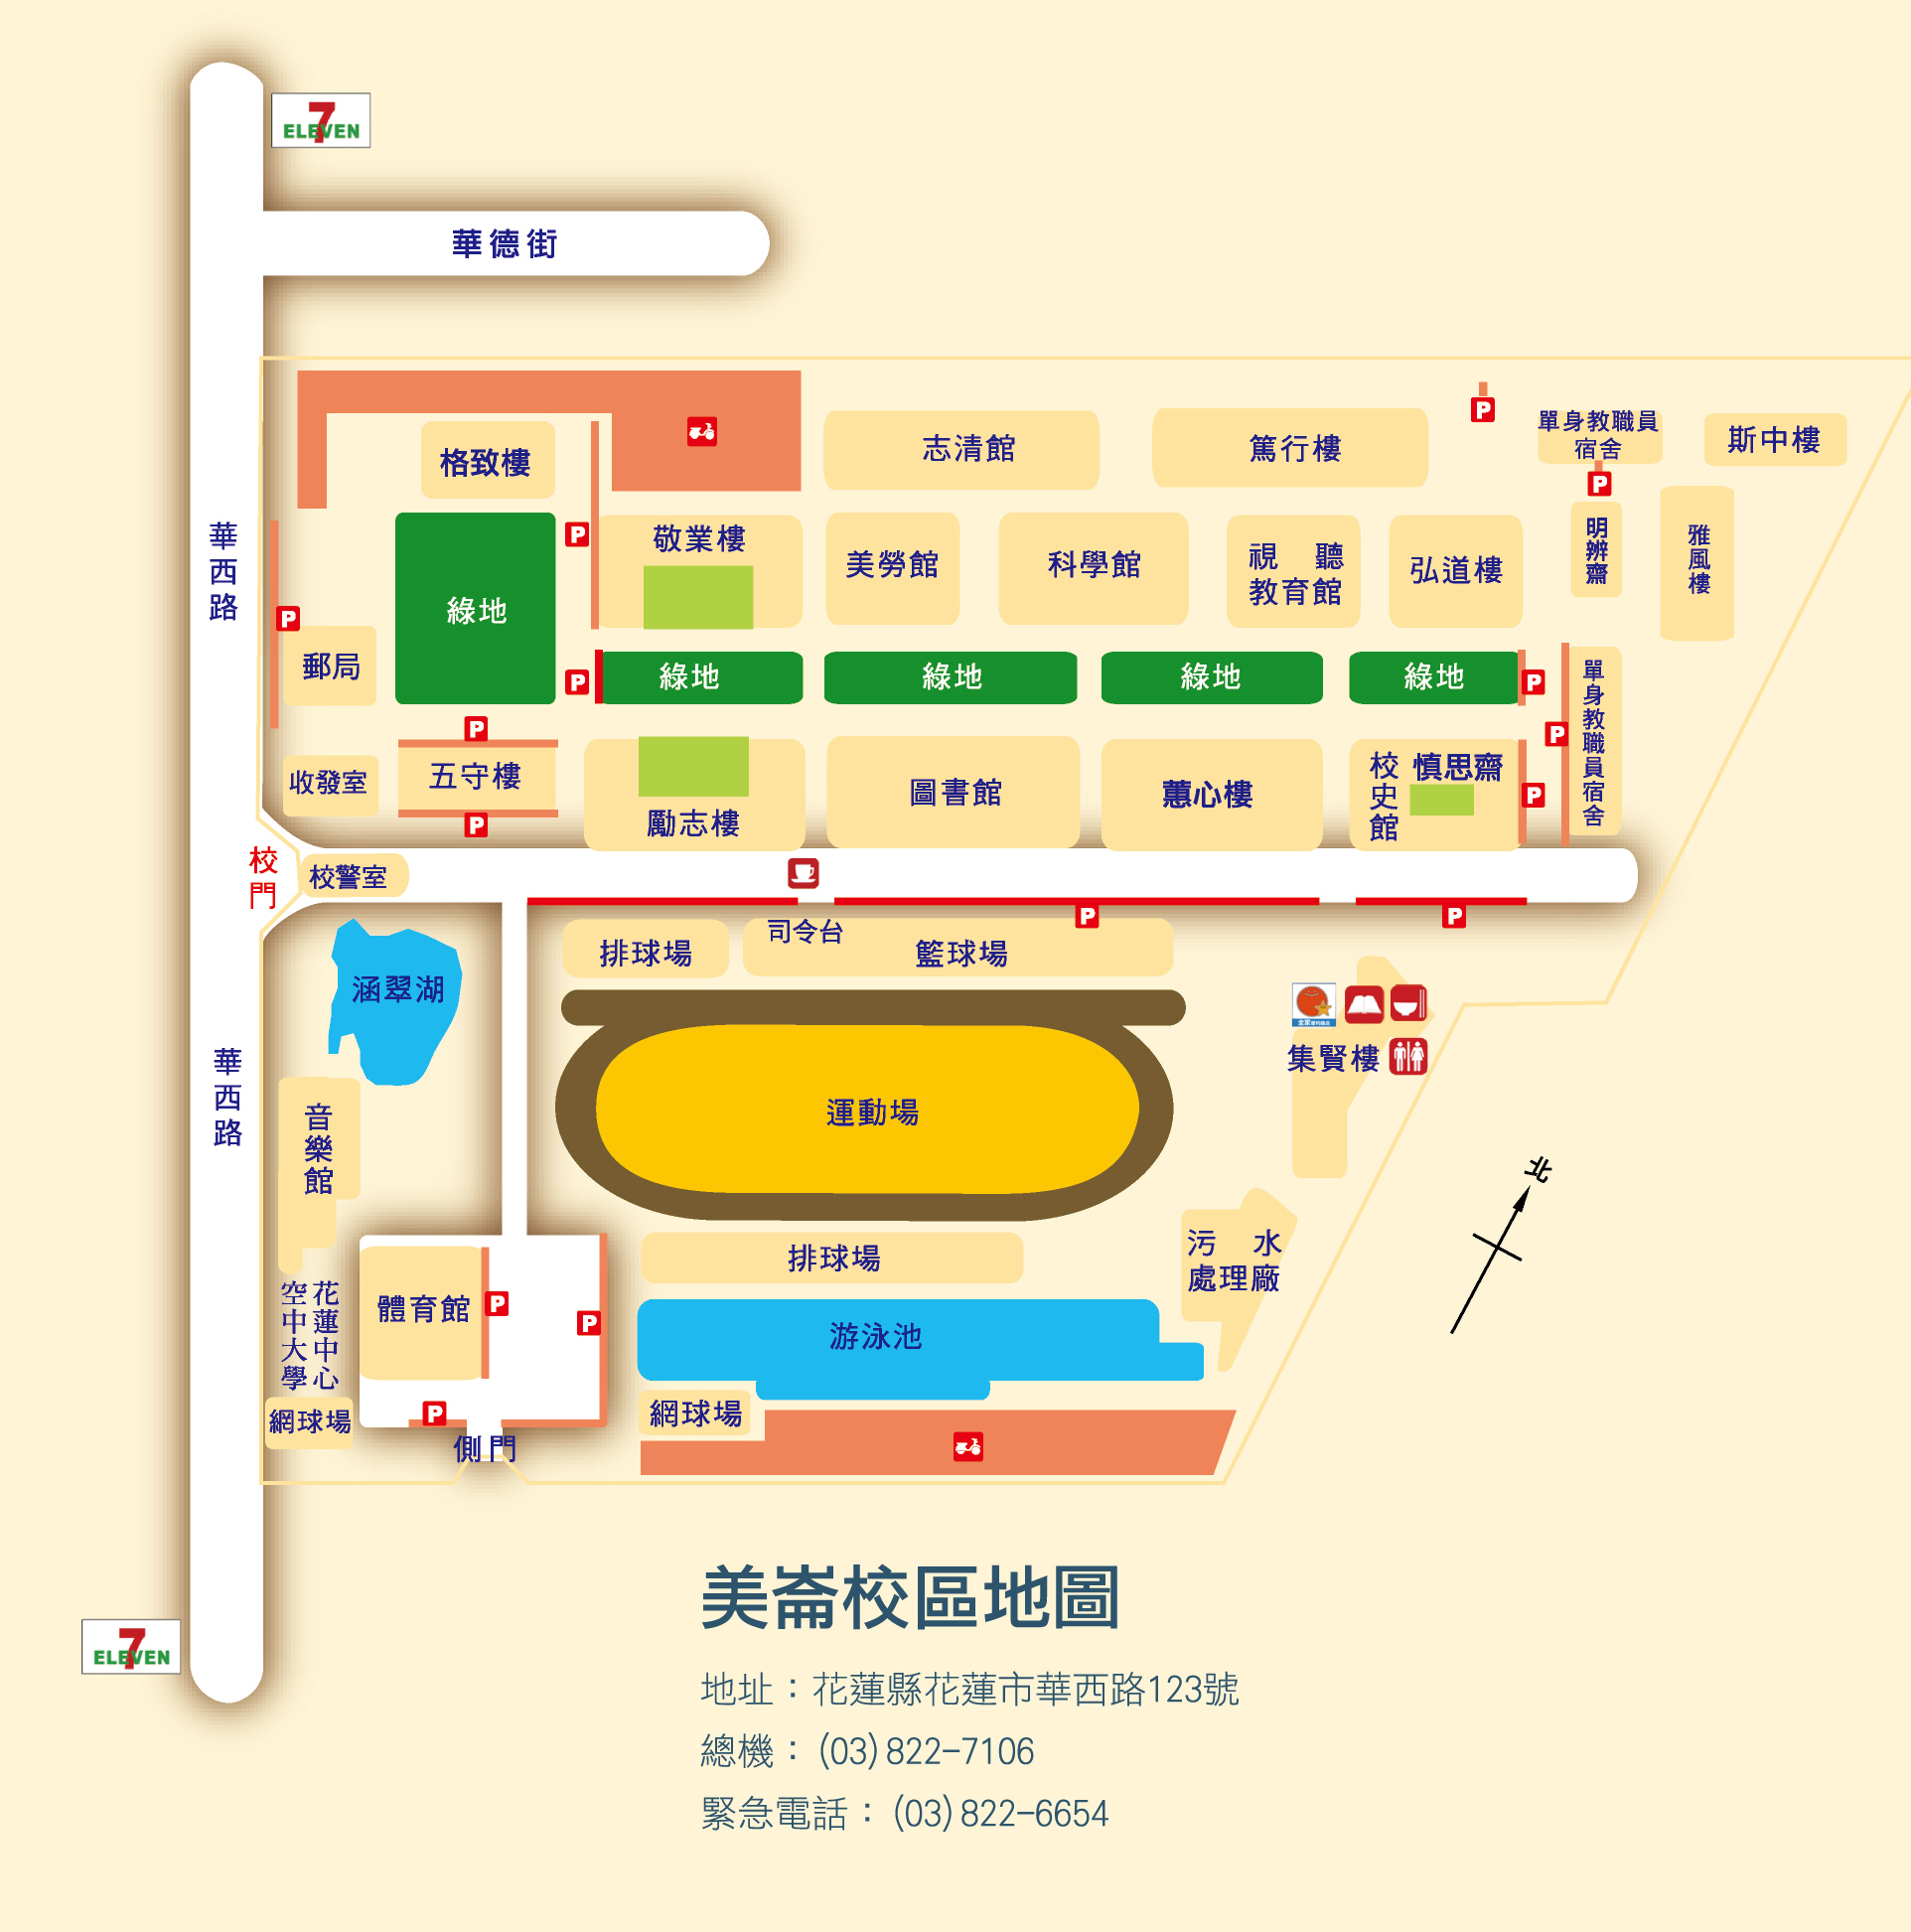 7
ELEVEN
華德街
華西路
格致樓
志清館
篤行樓
P
單身教職員
宿舍
斯中樓
P
敬業樓
P
美勞館
科學館
視 聽
教育館
弘道樓
明辨齋
雅風樓
綠地
P
郵局
綠地
綠地
綠地
綠地
P
P
單身教職員宿舍
P
P
收發室
五守樓
P
勵志樓
圖書館
蕙心樓
校史館
慎思齋
P
校門
校警室
排球場
司令台
籃球場
P
P
涵翠湖
華西路
集賢樓
全家便利商店
運動場
音樂館
北
污 水
處理廠
排球場
花蓮中心
空中大學
體育館
P
P
游泳池
網球場
P
網球場
側門
美崙校區地圖
7
ELEVEN
地址：花蓮縣花蓮市華西路123號
總機：(03)822-7106
緊急電話：(03)822-6654